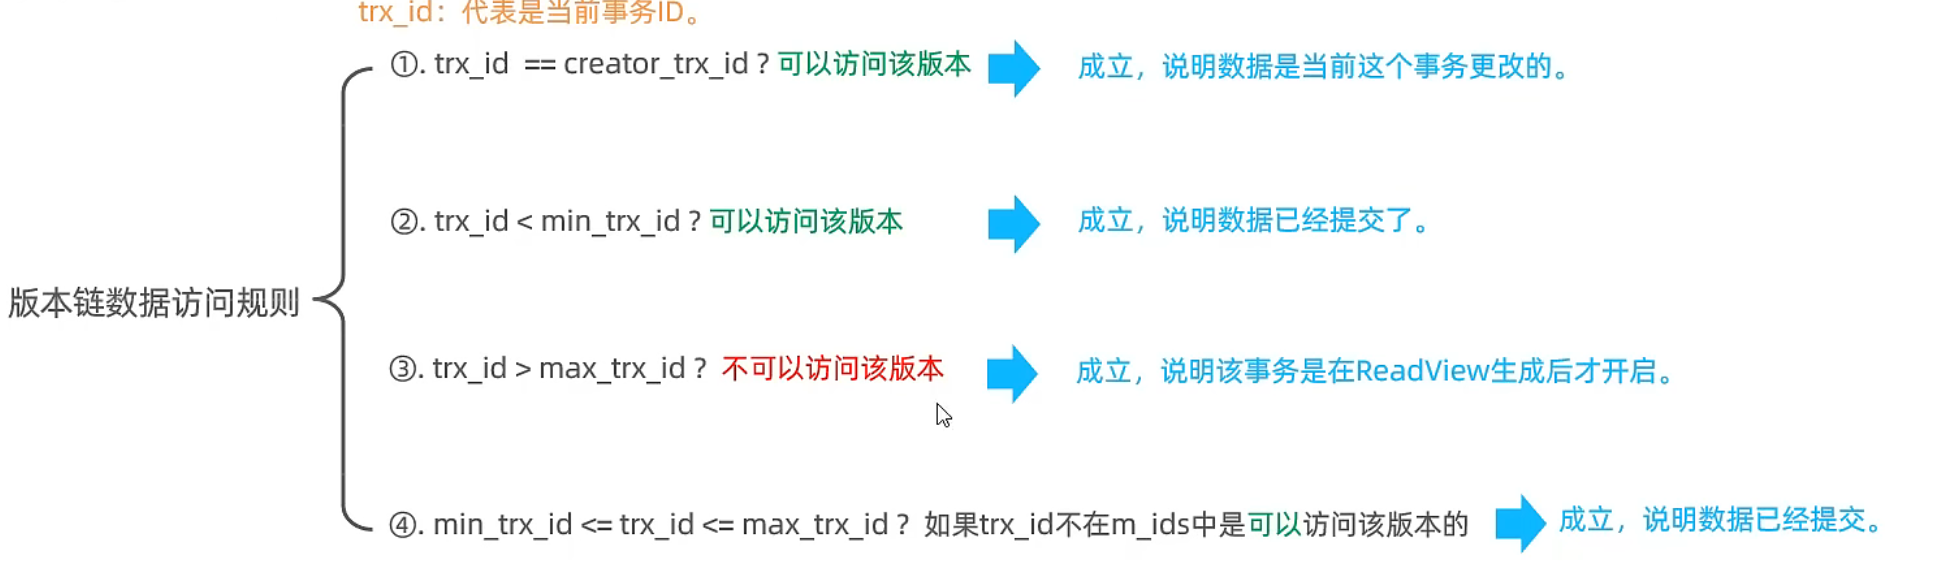 trx_id：代表是当前事务ID。
①. trx_id == creator_trx_id ? 可以访问该版本 成立，说明数据是当前这个事务更改的。
②. trx_id < min_trx_id ? 可以访问该版本 成立，说明数据已经提交了。
版本链数据访问规则
③. trx_id > max_trx_id ? 不可以访问该版本 成立，说明该事务是在ReadView生成后才开启。
④. min_trx_id <= trx_id <= max_trx_id ? 如果trx_id不在m_ids中是可以访问该版本的 成立，说明数据已经提交。